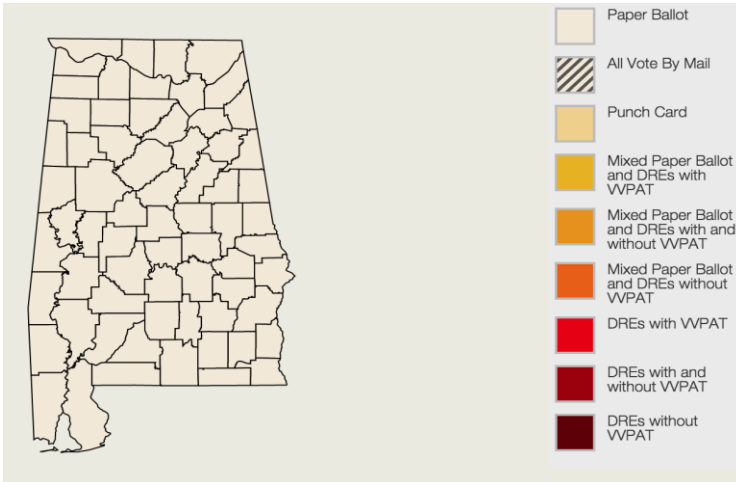 Paper Ballot
All Vote By Mail
Punch Card
Mixed Paper Ballot
and DREs with
VVPAT
Mixed Paper Ballot
and DREs with and
without VVPAT
Mixed Paper Ballot
and DREs without
VVPAT
DREs with VVPAT
DREs with and
without VVPAT
DREs without
VVPAT